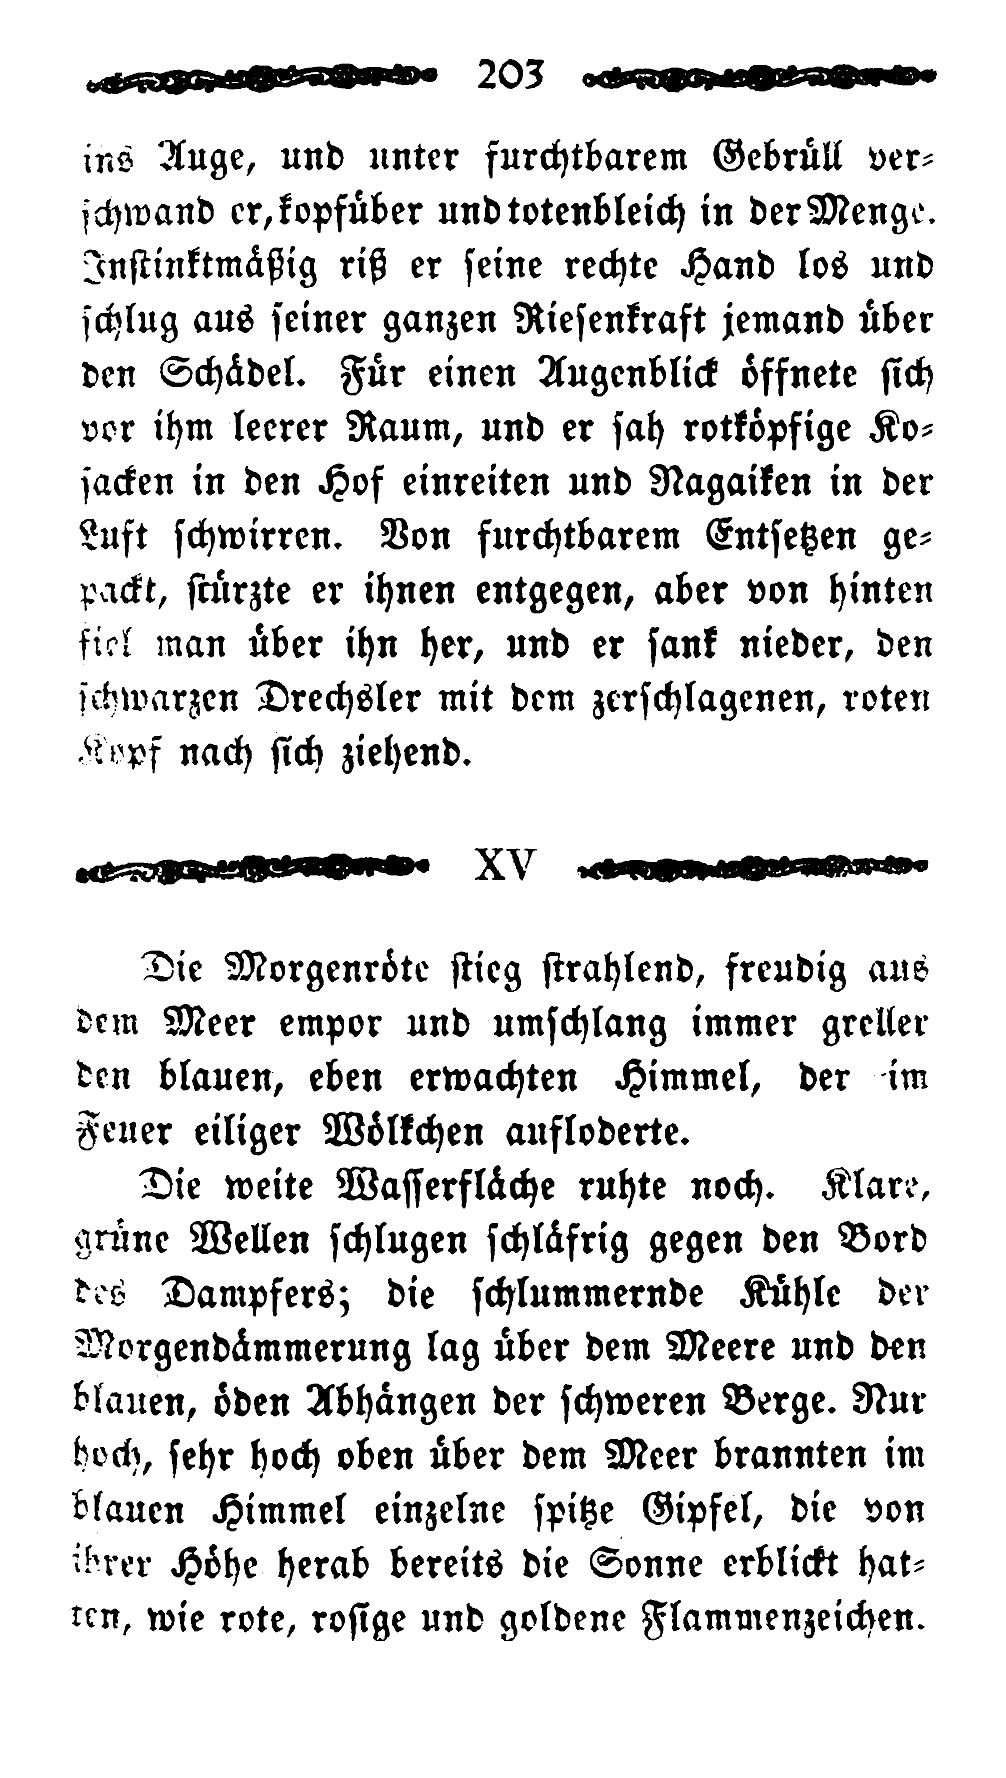 203
ins Auge, und unter furchtbarem Gebrüll ver-
schwand er, kopfüber und totenbleich in der Menge.
Instinktmäßig riß er seine rechte Hand los und
schlug aus seiner ganzen Riesenkraft jemand über
den Schädel. Für einen Augenblick öffnete sich
vor ihm leerer Raum, und er sah rotköpfige Ko-
sacken in den Hof einreiten und Nagaiken in der
Luft schwirren. Von furchtbarem Entsetzen ge-
packt, stürzte er ihnen entgegen, aber von hinten
fiel man über ihn her, und er sank nieder, den
schwarzen Drechsler mit dem zerschlagenen, roten
Kopf nach sich ziehend.
XV
Die Morgenröte stieg strahlend, freudig aus
dem Meer empor und umschlang immer greller
den blauen, eben erwachten Himmel, der im
Feuer eiliger Wölkchen aufloderte.
Die weite Wasserfläche ruhte noch. Klare,
grüne Wellen schlugen schläfrig gegen den Bord
des Dampfers; die schlummernde Kühle der
Morgendämmerung lag über dem Meere und den
blauen, öden Abhängen der schweren Berge. Nur
hoch, sehr hoch oben über dem Meer brannten im
blauen Himmel einzelne spitze Gipfel, die von
ihrer Höhe herab bereits die Sonne erblickt hat-
ten, wie rote, rosige und goldene Flammenzeichen.